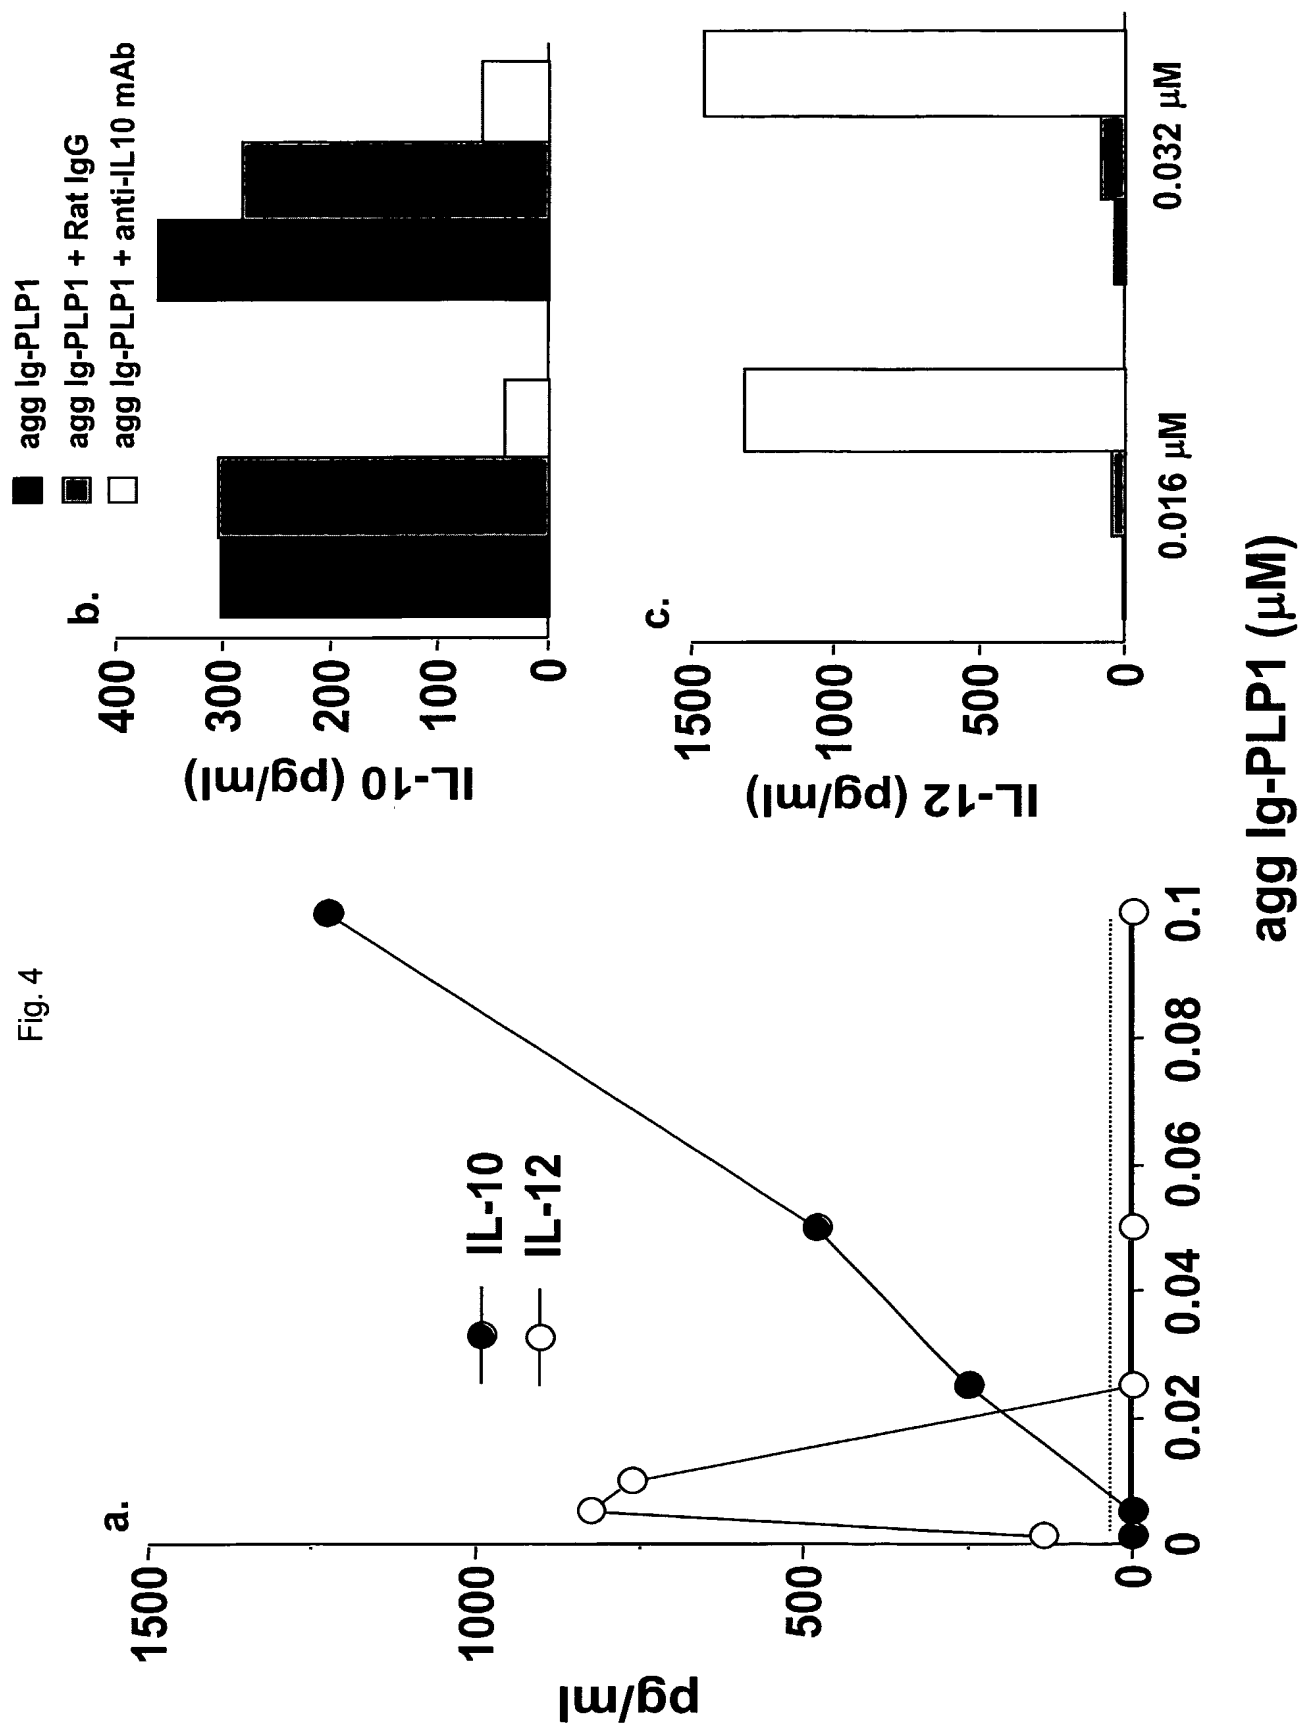 Fig. 4
a.
1500
1000
500
0
pg/ml
IL-10
IL-12
0
0.02
0.04
0.06
0.08
0.1
agg Ig-PLP1
agg Ig-PLP1 + Rat IgG
agg Ig-PLP1 + anti-IL10 mAb
b.
400
300
200
100
0
IL-10 (pg/ml)
c.
1500
1000
500
0
IL-12 (pg/ml)
0.016 μM
0.032 μM
agg Ig-PLP1 (μM)